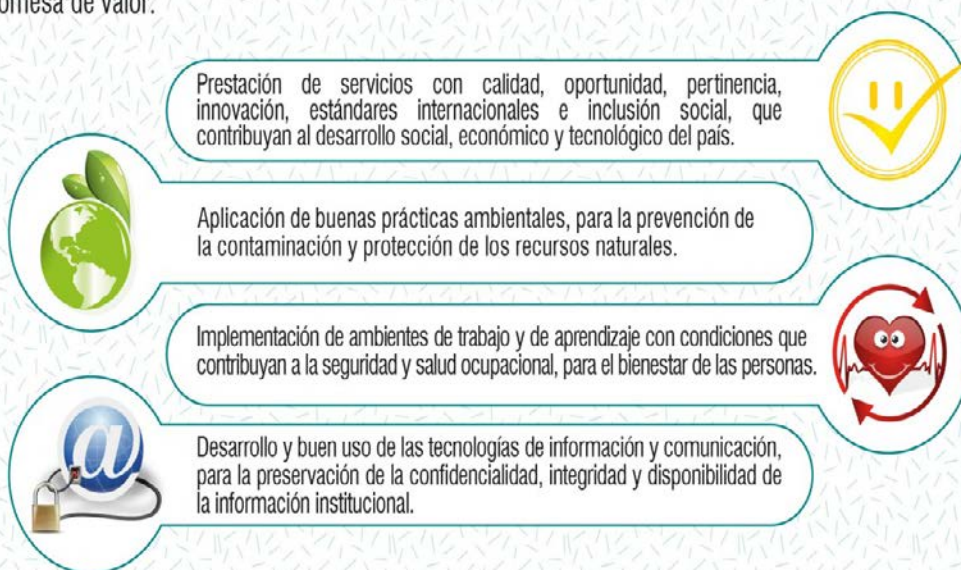 de valor:
Prestación de servicios con calidad, oportunidad, pertinencia,
innovación, estándares internacionales e inclusión social, que
contribuyan al desarrollo social, económico y tecnológico del país.
Aplicación de buenas prácticas ambientales, para la prevención de
la contaminación y protección de los recursos naturales.
Implementación de ambientes de trabajo y de aprendizaje con condiciones que
contribuyan a la seguridad y salud ocupacional, para el bienestar de las personas.
@
Desarrollo y buen uso de las tecnologías de información y comunicación,
para la preservación de la confidencialidad, integridad y disponibilidad de
la información institucional.